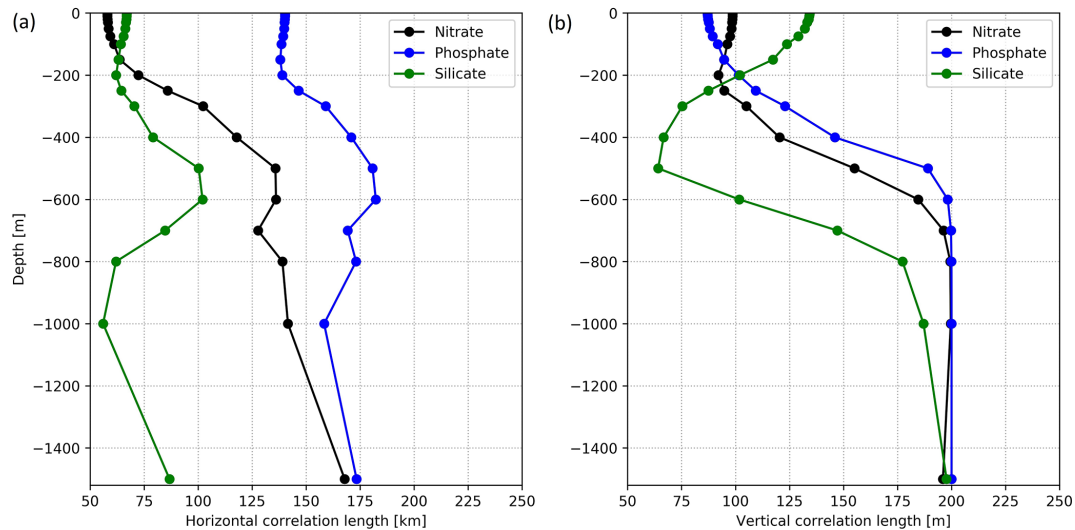 (a)
0
−200
−400
−600
−800
−1000
−1200
−1400
Depth [m]
50 75 100 125 150 175 200 225 250
Horizontal correlation length [km]
Nitrate
Phosphate
Silicate
(b)
0
−200
−400
−600
−800
−1000
−1200
−1400
50 75 100 125 150 175 200 225 250
Vertical correlation length [m]
Nitrate
Phosphate
Silicate